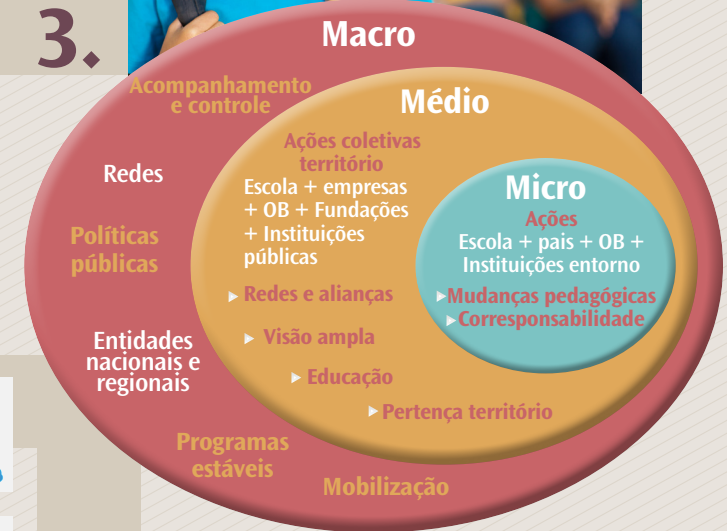 3.
Macro
Acompanhamento
e controle
Redes
Políticas
públicas
Entidades
nacionais e
regionais
Programas
estáveis
Mobilização
Médio
Ações coletivas
território
Escola + empresas
+ OB + Fundações
+ Instituições
públicas
Redes e alianças
Visão ampla
Educação
Pertença território
Micro
Ações
Escola + pais + OB +
Instituições entorno
Mudanças pedagógicas
Corresponsabilidade